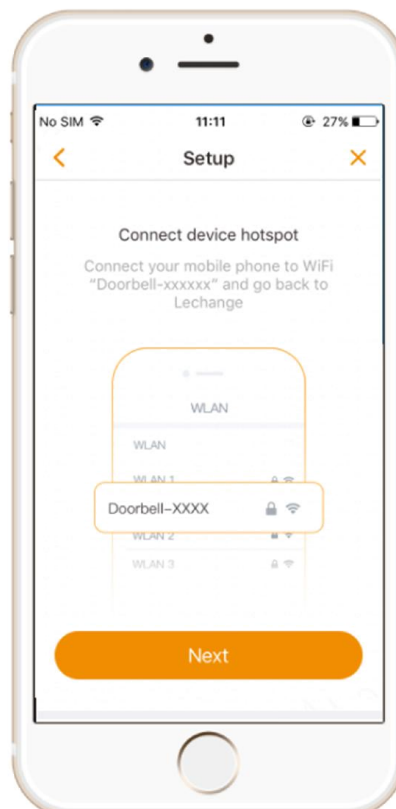 No SIM 11:11 27%
Setup
Connect device hotspot
Connect your mobile phone to WiFi
"Doorbell-xxxxxx" and go back to
Lechange
WLAN
WLAN
WLAN 1
Doorbell-XXXX
WLAN 2
WLAN 3
Next